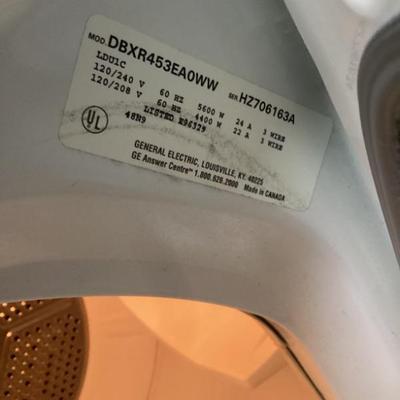 MOD. DBXR453EA0WW SER. HZ706163A
LDU1C
120/240 V 60 HZ 5600 W 24 A 3 WIRE
120/208 V 60 HZ 4400 W 22 A 3 WIRE
UL LISTED E96329
48N9
GENERAL ELECTRIC, LOUISVILLE, KY. 40225
GE Answer Centre™ 1.800.626.2000 Made in CANADA